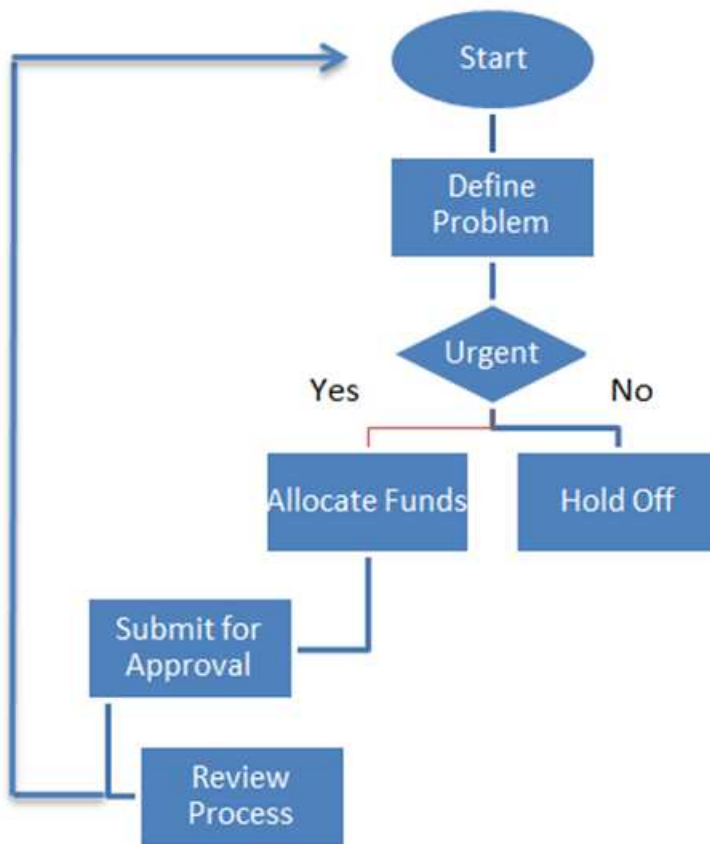 Start
Define
Problem
Urgent
Yes
No
Allocate Funds
Hold Off
Submit for
Approval
Review
Process